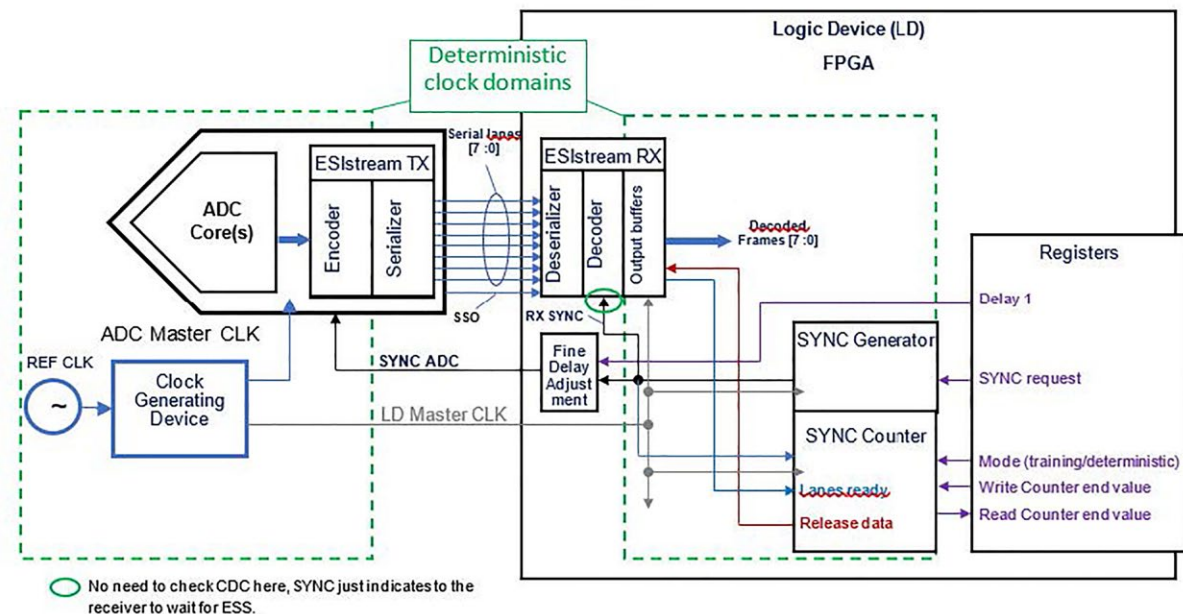 Logic Device (LD)
FPGA
Deterministic
clock domains
Serial lanes
[7 :0]
ESIstream TX
ESIstream RX
ADC
Core(s)
Encoder
Serializer
Deserializer
Decoder
Output buffers
Decoded
Frames [7 :0]
Registers
SSO
RX SYNC
Delay 1
ADC Master CLK
SYNC Generator
REF CLK
~
Clock
Generating
Device
SYNC ADC
Fine
Delay
Adjust
ment
SYNC request
LD Master CLK
SYNC Counter
Mode (training/deterministic)
Lanes ready
Write Counter end value
Release data
Read Counter end value
No need to check CDC here, SYNC just indicates to the
receiver to wait for ESS.